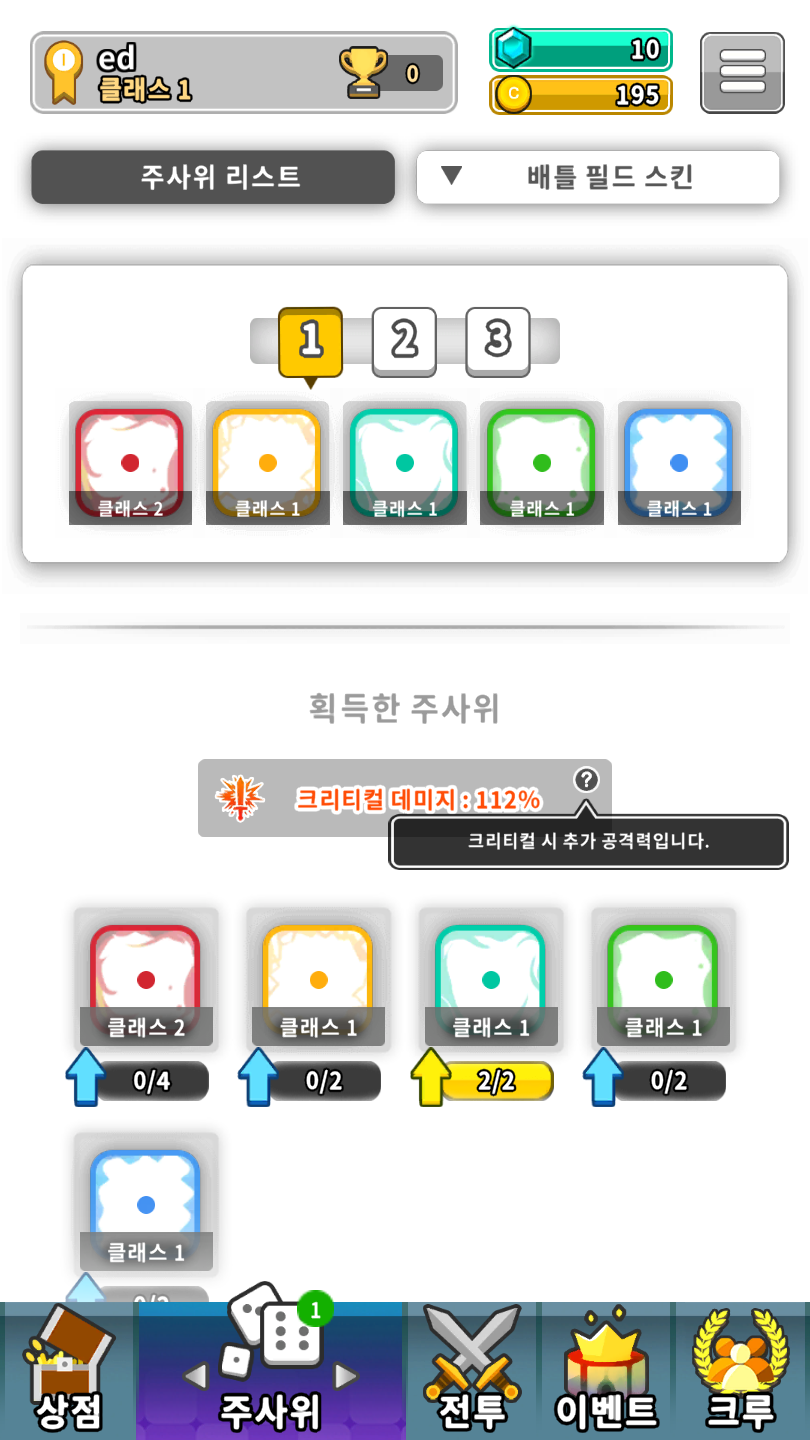 ed
클래스 1
0
10
195
주사위 리스트
▼ 배틀 필드 스킨
1 2 3
클래스 2 클래스 1 클래스 1 클래스 1 클래스 1
획득한 주사위
크리티컬 데미지 : 112% ?
크리티컬 시 추가 공격력입니다.
클래스 2 클래스 1 클래스 1 클래스 1
0/4 0/2 2/2 0/2
클래스 1
1
상점 주사위 전투 이벤트 크루